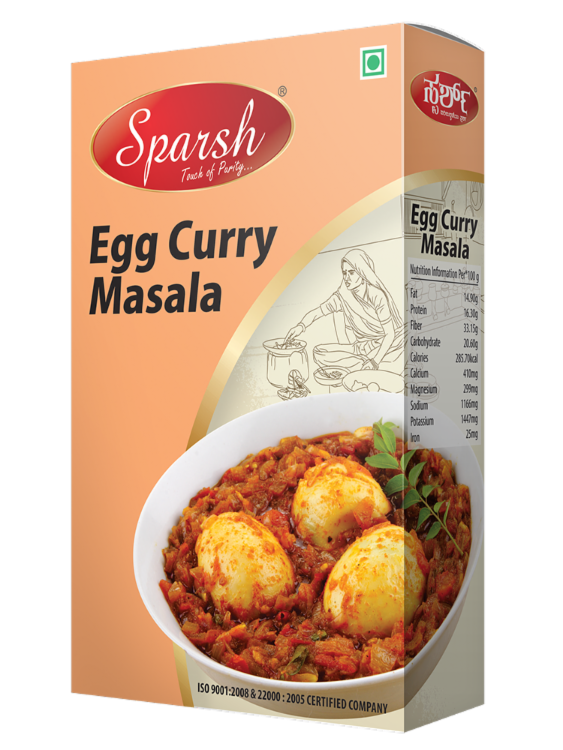 Sparsh
®
Touch of Purity...
Egg Curry
Masala
ISO 9001:2008 & 22000 : 2005 CERTIFIED COMPANY
ಸ್ಪರ್ಶ್
®
Egg Curry
Masala
Nutrition Information Per*100 g
Fat 14.90g
Protein 16.30g
Fiber 33.15g
Carbohydrate 20.60g
Calories 285.70kcal
Calcium 410mg
Magnesium 299mg
Sodium 1166mg
Potassium 1447mg
Iron 25mg